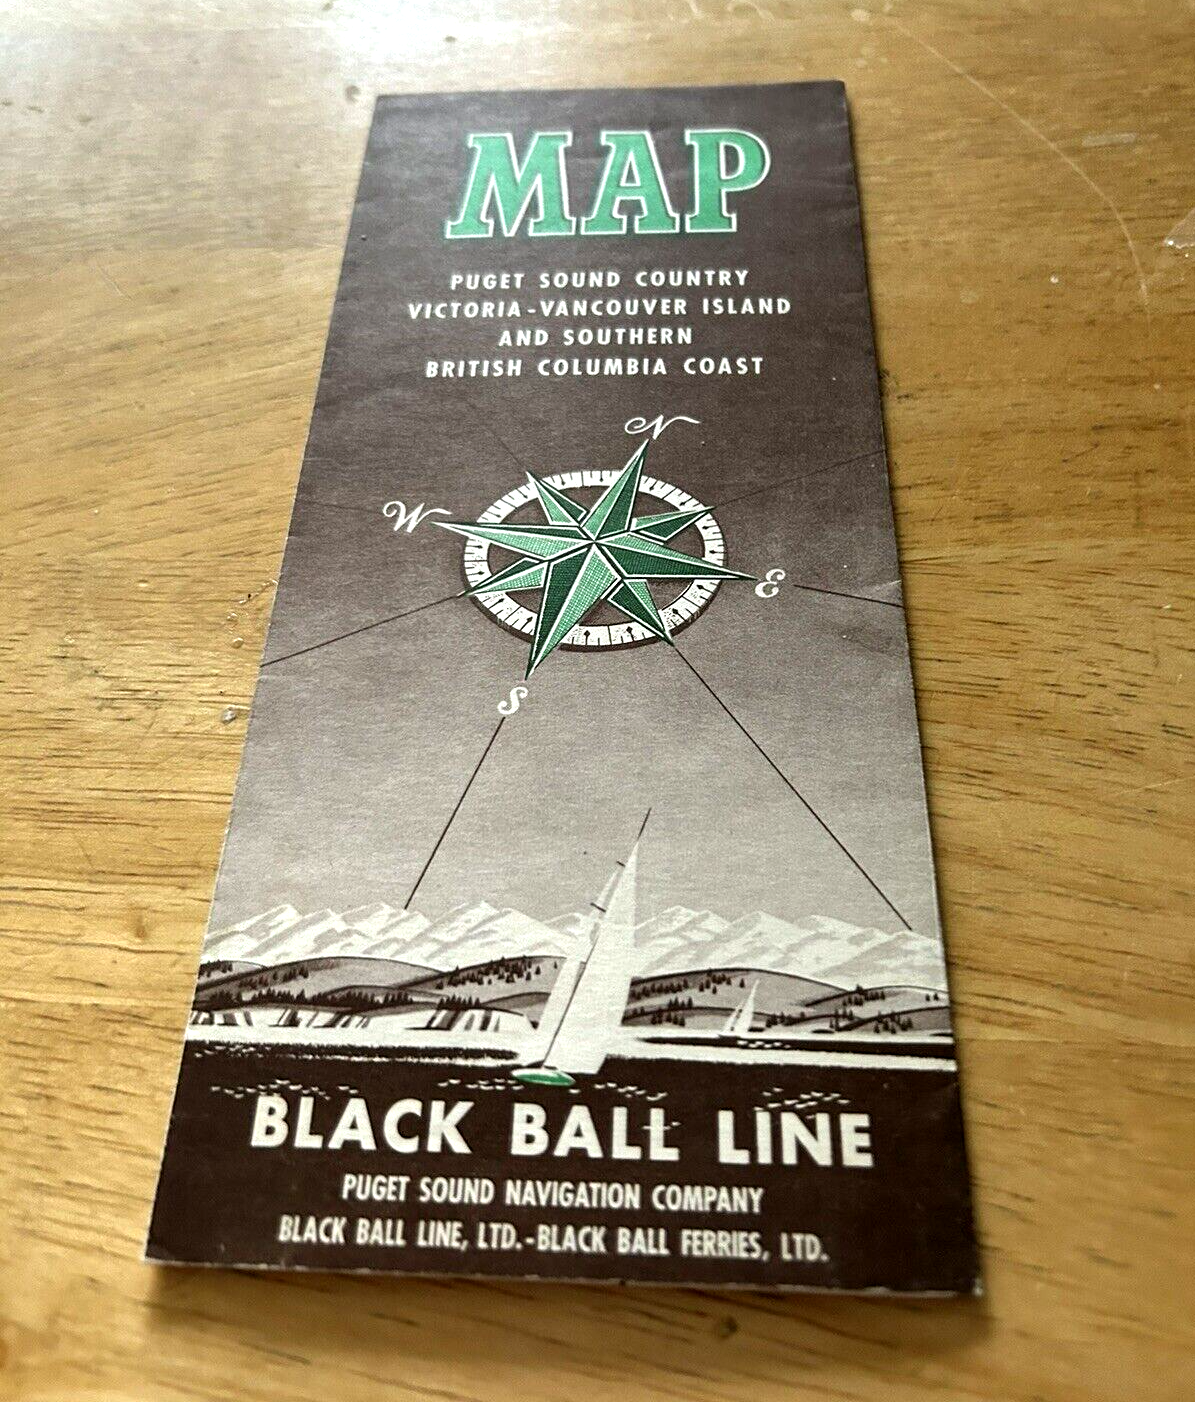 MAP
PUGET SOUND COUNTRY
VICTORIA-VANCOUVER ISLAND
AND SOUTHERN
BRITISH COLUMBIA COAST
N
W
E
S
BLACK BALL LINE
PUGET SOUND NAVIGATION COMPANY
BLACK BALL LINE, LTD.-BLACK BALL FERRIES, LTD.